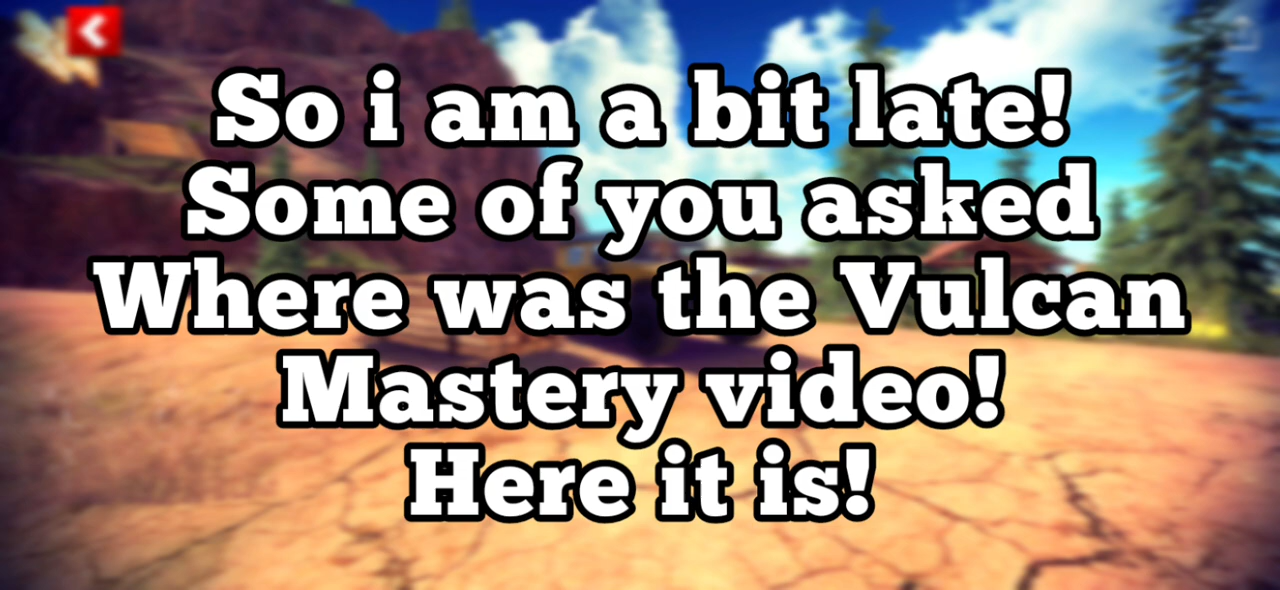 So i am a bit late!
Some of you asked
Where was the Vulcan
Mastery video!
Here it is!